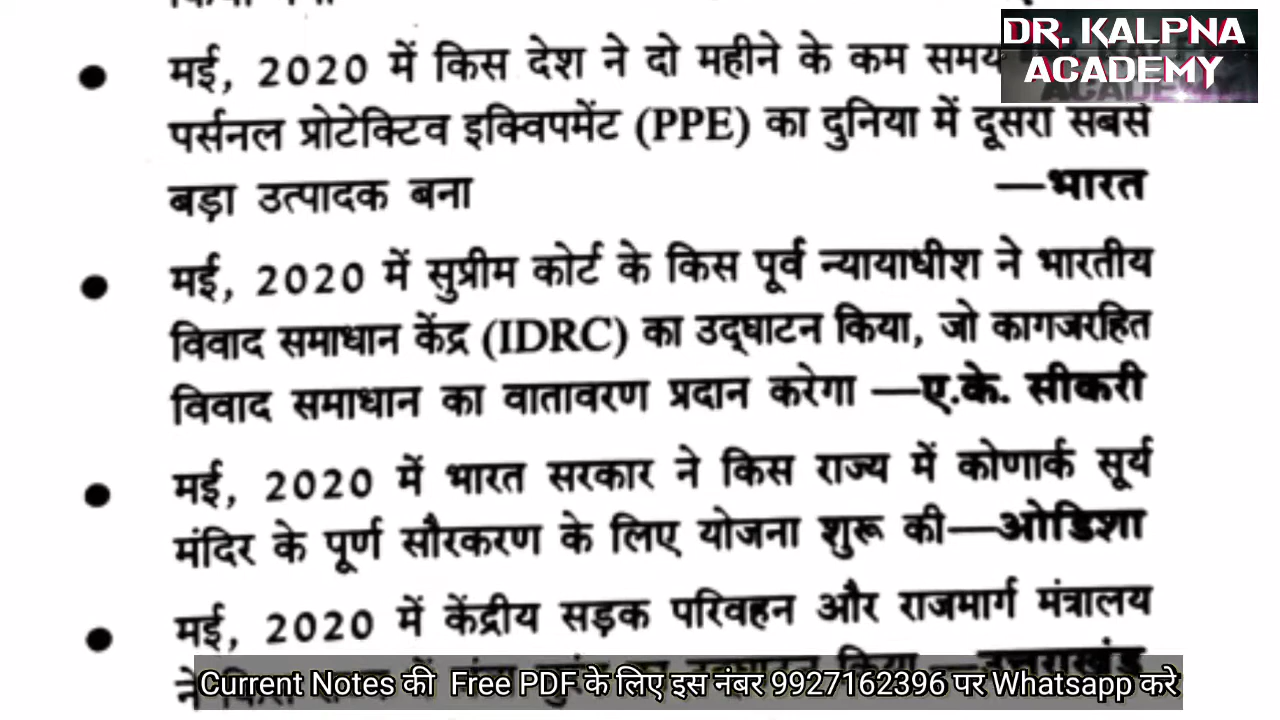 DR. KALPNA
ACADEMY
मई, 2020 में किस देश ने दो महीने के कम समय
पर्सनल प्रोटेक्टिव इक्विपमेंट (PPE) का दुनिया में दूसरा सबसे
बड़ा उत्पादक बना —भारत
मई, 2020 में सुप्रीम कोर्ट के किस पूर्व न्यायाधीश ने भारतीय
विवाद समाधान केंद्र (IDRC) का उद्घाटन किया, जो कागजरहित
विवाद समाधान का वातावरण प्रदान करेगा —ए.के. सीकरी
मई, 2020 में भारत सरकार ने किस राज्य में कोणार्क सूर्य
मंदिर के पूर्ण सौरकरण के लिए योजना शुरू की—ओडिशा
मई, 2020 में केंद्रीय सड़क परिवहन और राजमार्ग मंत्रालय
ने
Current Notes की Free PDF के लिए इस नंबर 9927162396 पर Whatsapp करे